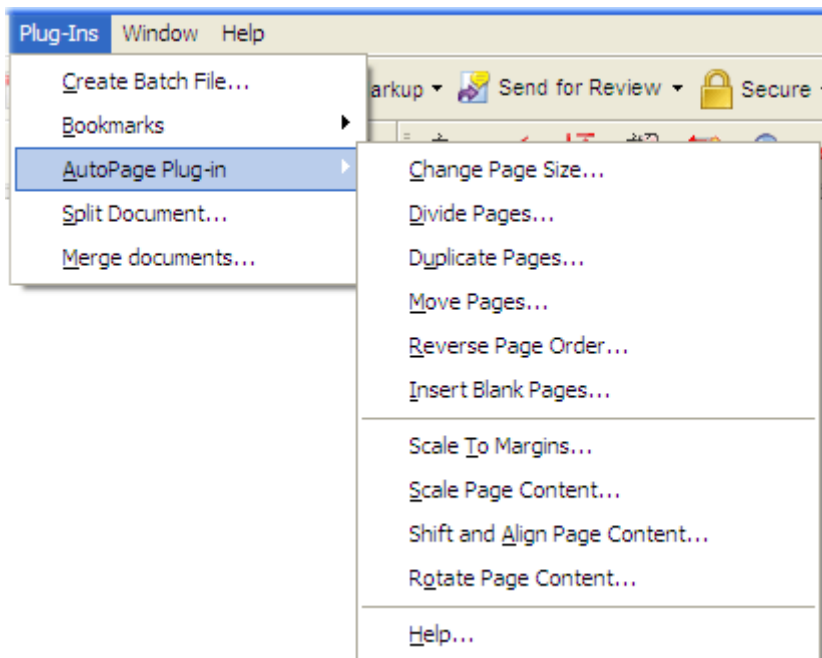 Plug-Ins Window Help
Create Batch File...
arkup Send for Review Secure
Bookmarks
AutoPage Plug-in
Split Document...
Merge documents...
Change Page Size...
Divide Pages...
Duplicate Pages...
Move Pages...
Reverse Page Order...
Insert Blank Pages...
Scale To Margins...
Scale Page Content...
Shift and Align Page Content...
Rotate Page Content...
Help...